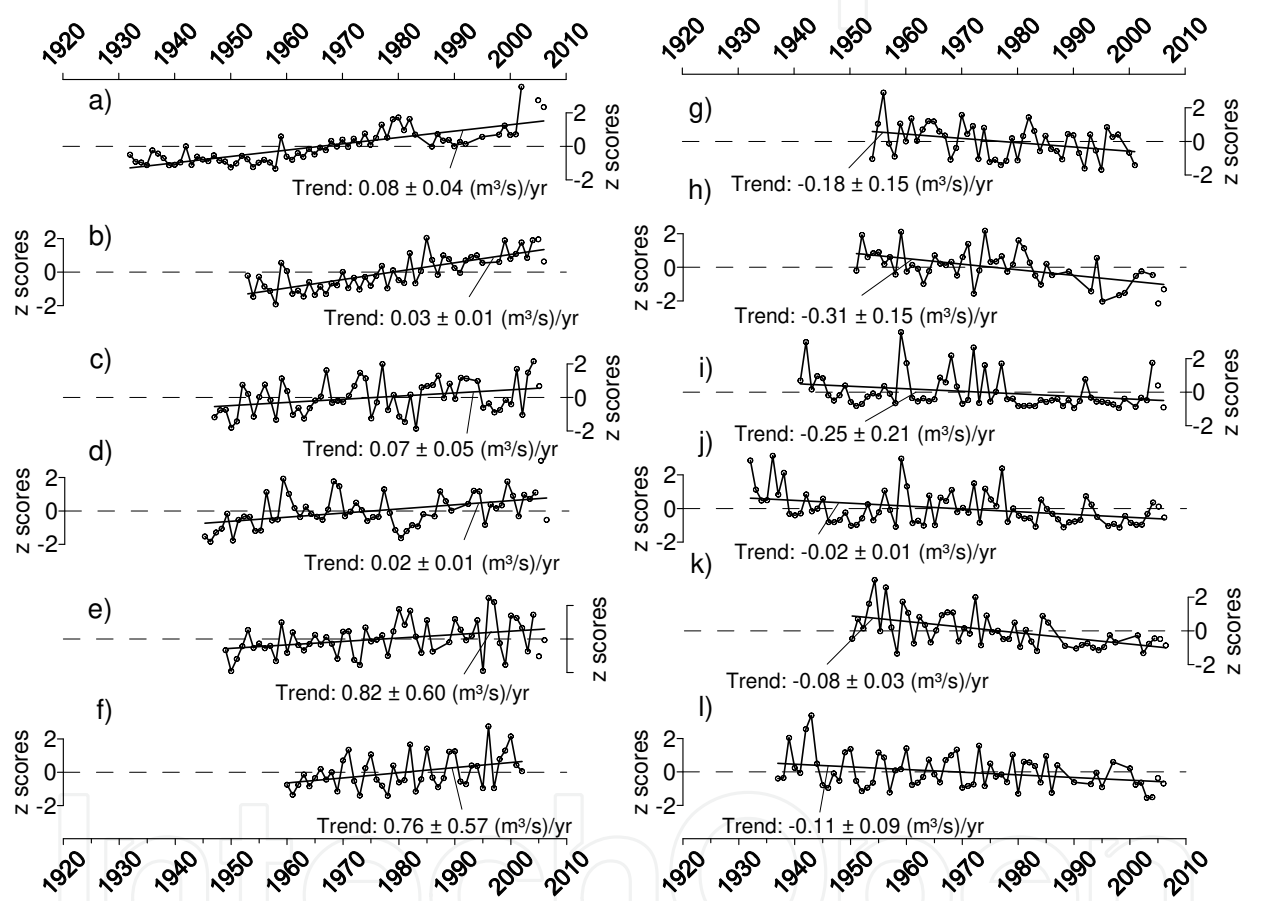 1920 1930 1940 1950 1960 1970 1980 1990 2000 2010
a)
2
0
-2
z scores
Trend: 0.08 ± 0.04 (m³/s)/yr
b)
z scores
2
0
-2
Trend: 0.03 ± 0.01 (m³/s)/yr
c)
2
0
-2
z scores
Trend: 0.07 ± 0.05 (m³/s)/yr
d)
z scores
2
0
-2
Trend: 0.02 ± 0.01 (m³/s)/yr
e)
z scores
Trend: 0.82 ± 0.60 (m³/s)/yr
f)
z scores
2
0
-2
Trend: 0.76 ± 0.57 (m³/s)/yr
1920 1930 1940 1950 1960 1970 1980 1990 2000 2010
1920 1930 1940 1950 1960 1970 1980 1990 2000 2010
g)
2
0
-2
z scores
Trend: -0.18 ± 0.15 (m³/s)/yr
h)
z scores
2
0
-2
Trend: -0.31 ± 0.15 (m³/s)/yr
i)
2
0
-2
z scores
Trend: -0.25 ± 0.21 (m³/s)/yr
j)
z scores
2
0
-2
Trend: -0.02 ± 0.01 (m³/s)/yr
k)
2
0
-2
z scores
Trend: -0.08 ± 0.03 (m³/s)/yr
l)
z scores
2
0
-2
Trend: -0.11 ± 0.09 (m³/s)/yr
1920 1930 1940 1950 1960 1970 1980 1990 2000 2010
IntechOpen